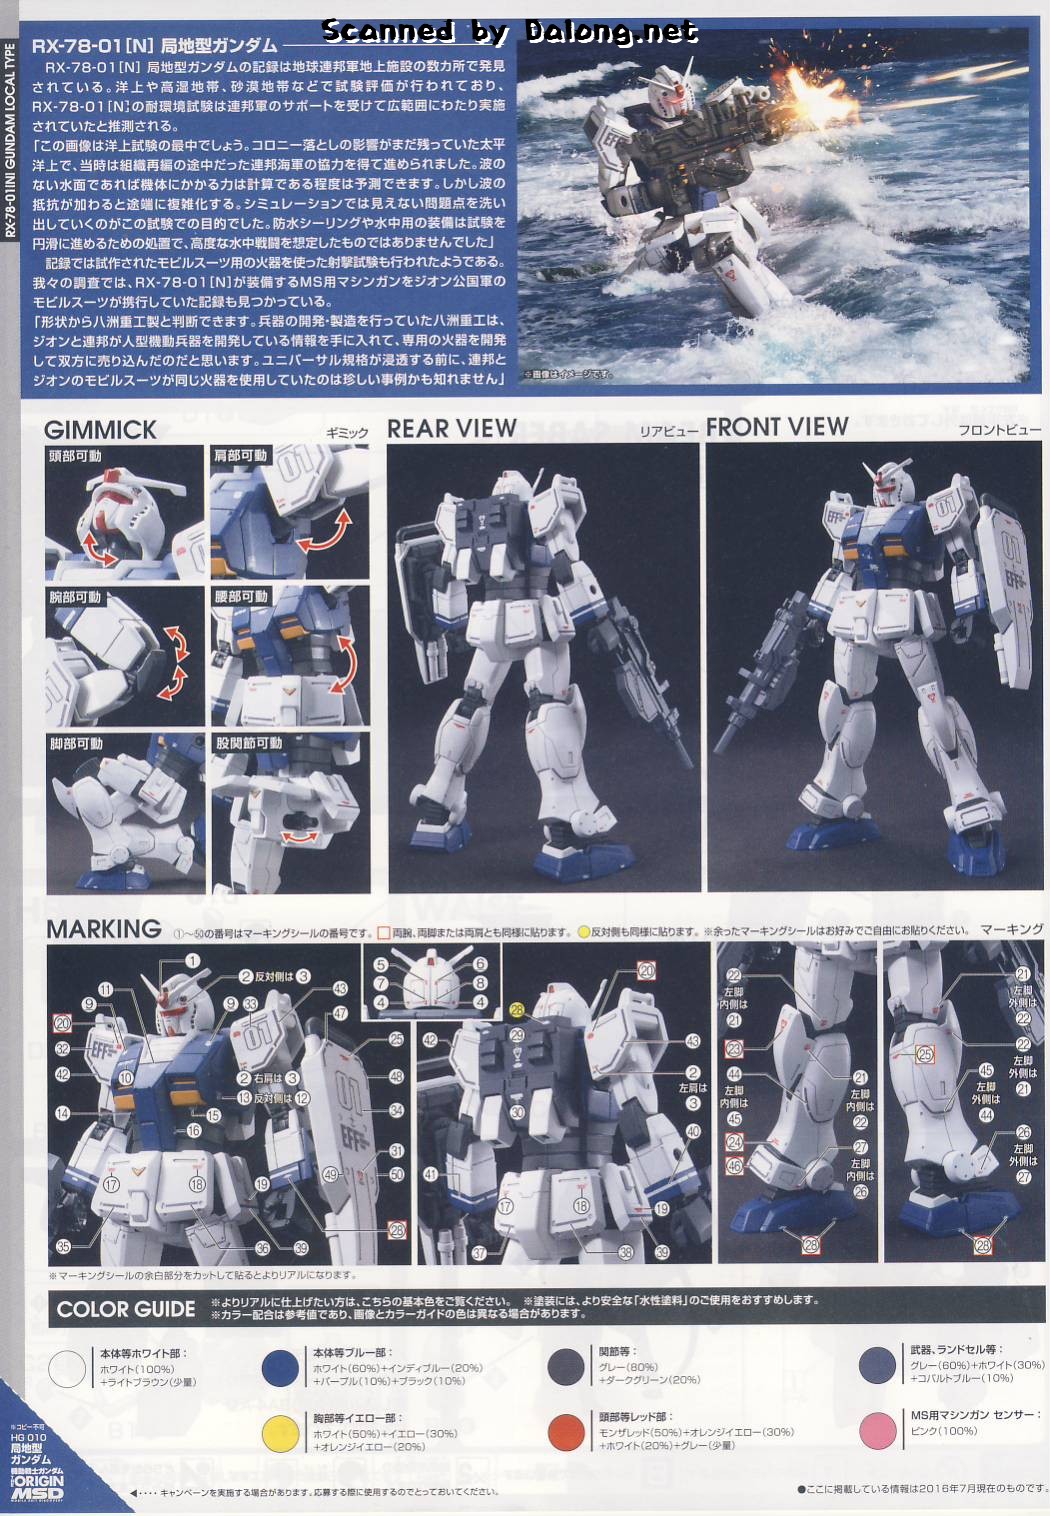 Scanned by Dalong.net
RX-78-01[N] GUNDAM LOCAL TYPE
RX-78-01[N] 局地型ガンダム
RX-78-01[N] 局地型ガンダムの記録は地球連邦軍地上施設の数カ所で発見
されている。洋上や高湿地帯、砂漠地帯などで試験評価が行われており、
RX-78-01[N]の耐環境試験は連邦軍のサポートを受けて広範囲にわたり実施
されていたと推測される。
「この画像は洋上試験の最中でしょう。コロニー落としの影響がまだ残っていた太平
洋上で、当時は組織再編の途中だった連邦海軍の協力を得て進められました。波の
ない水面であれば機体にかかる力は計算である程度は予測できます。しかし波の
抵抗が加わると途端に複雑化する。シミュレーションでは見えない問題点を洗い
出していくのがこの試験での目的でした。防水シーリングや水中用の装備は試験を
円滑に進めるための処置で、高度な水中戦闘を想定したものではありませんでした」
記録では試作されたモビルスーツ用の火器を使った射撃試験も行われたようである。
我々の調査では、RX-78-01[N]が装備するMS用マシンガンをジオン公国軍の
モビルスーツが携行していた記録も見つかっている。
「形状から八洲重工製と判断できます。兵器の開発・製造を行っていた八洲重工は、
ジオンと連邦が人型機動兵器を開発している情報を手に入れて、専用の火器を開発
して双方に売り込んだのだと思います。ユニバーサル規格が浸透する前に、連邦と
ジオンのモビルスーツが同じ火器を使用していたのは珍しい事例かも知れません」
※画像はイメージです。
GIMMICK ギミック
頭部可動
肩部可動
腕部可動
腰部可動
脚部可動
股関節可動
REAR VIEW リアビュー
FRONT VIEW フロントビュー
MARKING ①〜㊿の番号はマーキングシールの番号です。 両腕、両脚または両肩とも同様に貼ります。 反対側も同様に貼ります。 ※余ったマーキングシールはお好みでご自由にお貼りください。 マーキング
① ②反対側は③
⑪ ⑨ ⑨ ㉝ ㊸ ㊼
⑳ ㉜ ㊷ ⑩ ②右肩は③
⑬反対側は⑫
⑭ ⑮ ⑯ ㉕ ㊽ ㉞ ㉛ ㊾ ㊿
⑰ ⑱ ⑲ ㉘
㉟ ㊱ ㊴
⑤ ⑥
⑦ ⑧
④ ④
⑳ ㉘ ㉙ ㊷ ㊸
②左肩は③
㉚ ㊵ ㊶
⑰ ⑱ ⑲
㊲ ㊳ ㊴
㉒左脚内側は㉑
㉓
㊹左脚内側は㊺
㉔
㊻
㉑左脚内側は㉒
㉗左脚内側は㉖
㉘
㉑左脚外側は㉒
㉒左脚外側は㉑
㉕
㊺左脚外側は㊹
㉖左脚外側は㉗
㉘
※マーキングシールの余白部分をカットして貼るとよりリアルになります。
COLOR GUIDE ※よりリアルに仕上げたい方は、こちらの基本色をご覧ください。 ※塗装には、より安全な「水性塗料」のご使用をおすすめします。
※カラー配合は参考値であり、画像とカラーガイドの色は異なる場合があります。
本体等ホワイト部：
ホワイト(100%)
+ライトブラウン(少量)
本体等ブルー部：
ホワイト(60%)+インディブルー(20%)
+パープル(10%)+ブラック(10%)
関節等：
グレー(80%)
+ダークグリーン(20%)
武器、ランドセル等：
グレー(60%)+ホワイト(30%)
+コバルトブルー(10%)
胸部等イエロー部：
ホワイト(50%)+イエロー(30%)
+オレンジイエロー(20%)
頭部等レッド部：
モンザレッド(50%)+オレンジイエロー(30%)
+ホワイト(20%)+グレー(少量)
MS用マシンガン センサー：
ピンク(100%)
※コピー不可
HG 010
局地型
ガンダム
機動戦士ガンダム
THE ORIGIN
MSD
MOBILE SUIT DISCOVERY
◀‥‥ キャンペーンを実施する場合があります。応募する際に使用するのでとっておいてください。
●ここに掲載している情報は2016年7月現在のものです。